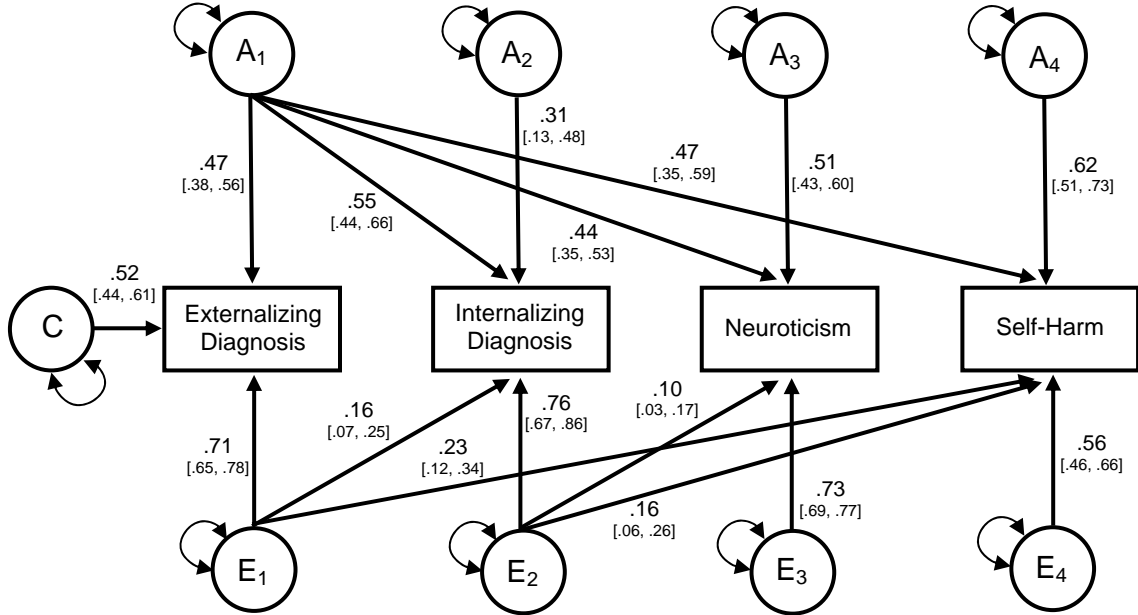 A₁
A₂
A₃
A₄
.47
[.38, .56]
.55
[.44, .66]
.31
[.13, .48]
.44
[.35, .53]
.47
[.35, .59]
.51
[.43, .60]
.62
[.51, .73]
C
.52
[.44, .61]
Externalizing
Diagnosis
Internalizing
Diagnosis
Neuroticism
Self-Harm
.71
[.65, .78]
.16
[.07, .25]
.23
[.12, .34]
.76
[.67, .86]
.10
[.03, .17]
.16
[.06, .26]
.73
[.69, .77]
.56
[.46, .66]
E₁
E₂
E₃
E₄